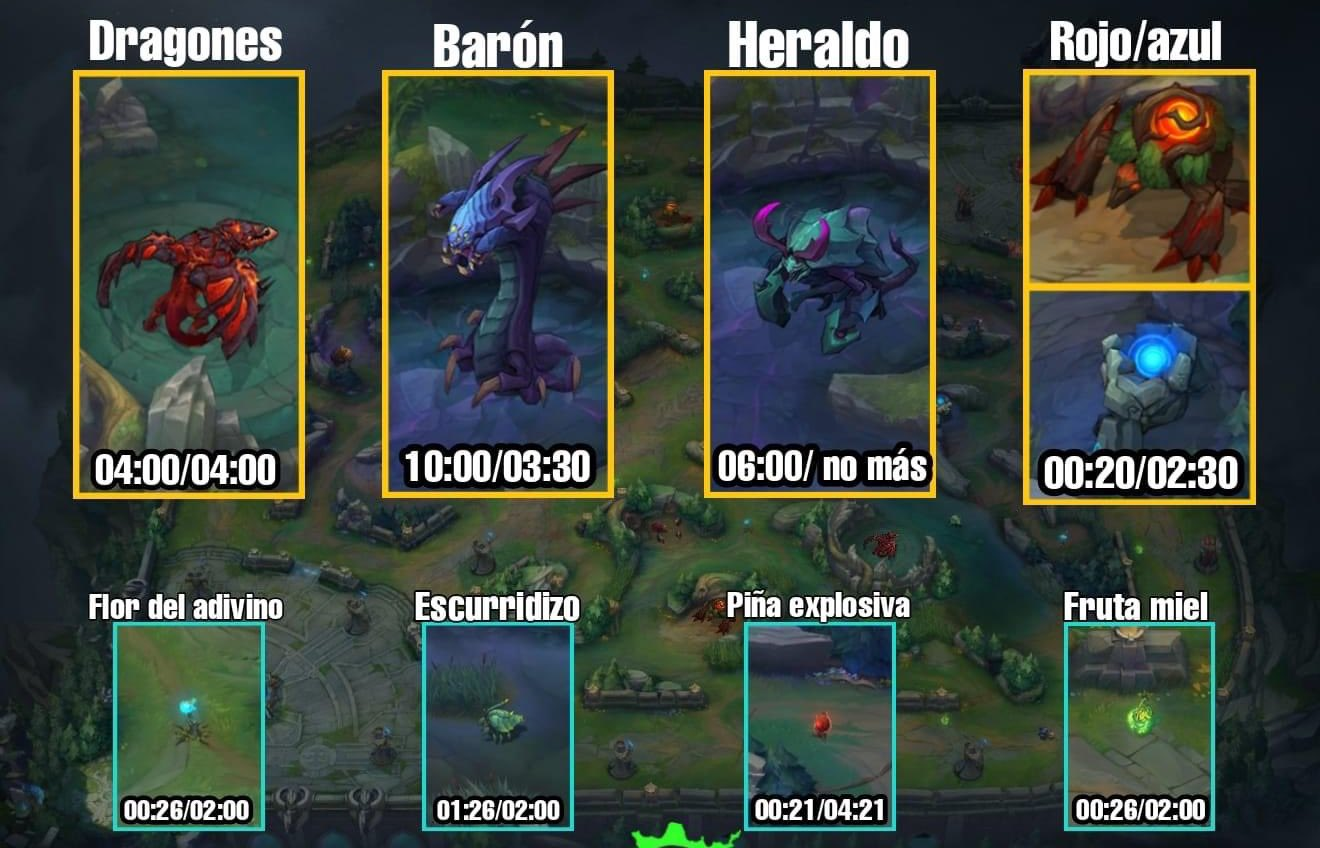 Dragones
Barón
Heraldo
Rojo/azul
04:00/04:00
10:00/03:30
06:00/ no más
00:20/02:30
Flor del adivino
Escurridizo
Piña explosiva
Fruta miel
00:26/02:00
01:26/02:00
00:21/04:21
00:26/02:00